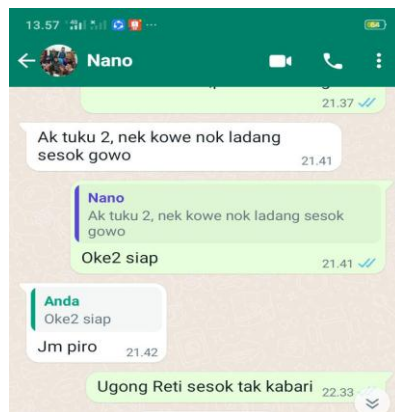 13.57
Nano
21.37
Ak tuku 2, nek kowe nok ladang
sesok gowo
21.41
Nano
Ak tuku 2, nek kowe nok ladang sesok
gowo
Oke2 siap
21.41
Anda
Oke2 siap
Jm piro
21.42
Ugong Reti sesok tak kabari
22.33